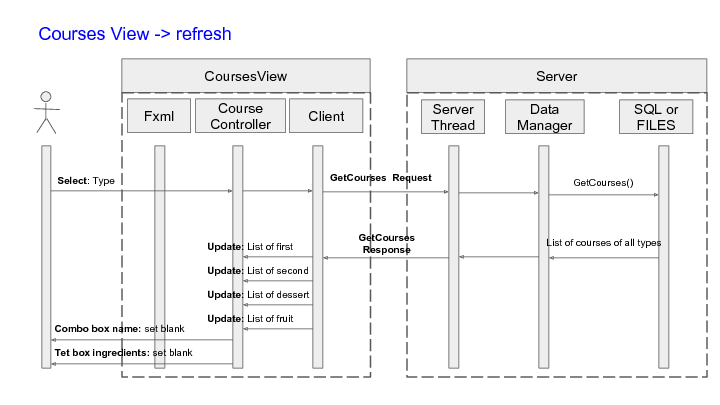 Courses View -> refresh
CoursesView
Server
Fxml
Course
Controller
Client
Server
Thread
Data
Manager
SQL or
FILES
Select: Type
GetCourses Request
GetCourses()
GetCourses
Response
List of courses of all types
Update: List of first
Update: List of second
Update: List of dessert
Update: List of fruit
Combo box name: set blank
Tet box ingredients: set blank